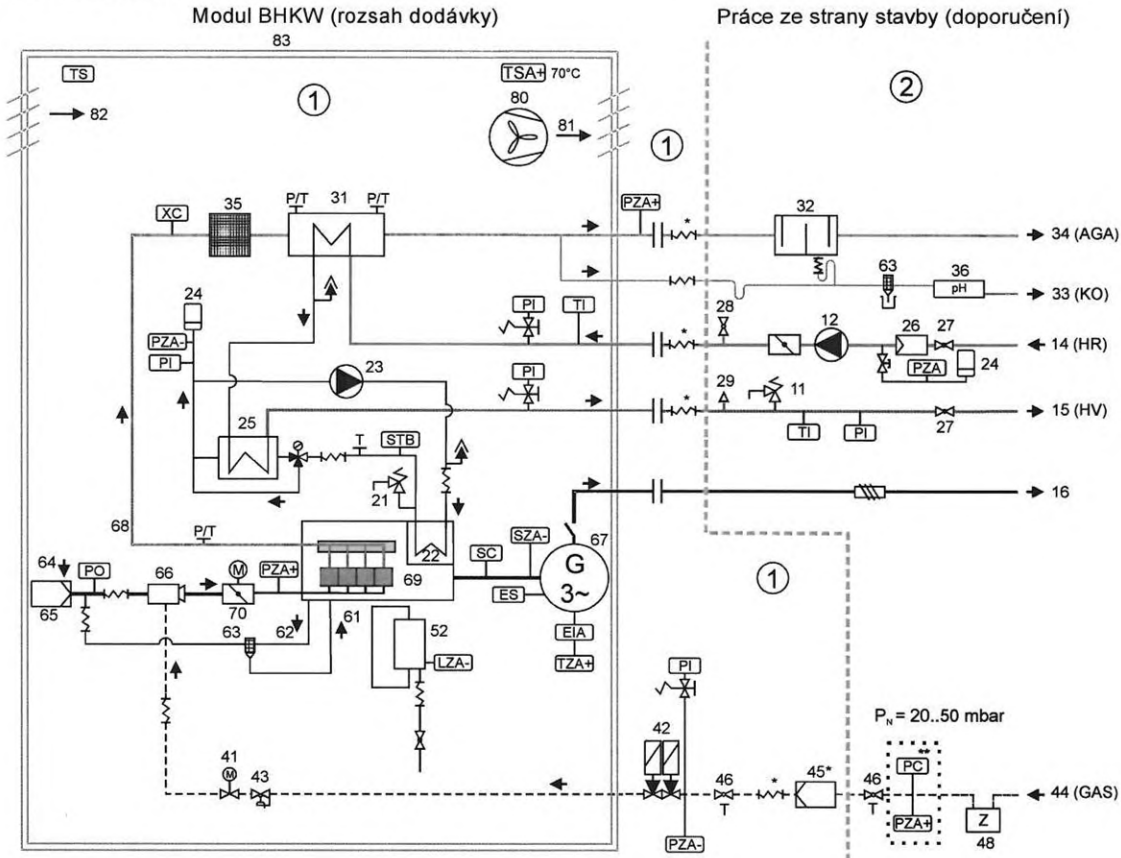 Modul BHKW (rozsah dodávky)
Práce ze strany stavby (doporučení)
83
TS
82
1
TSA+ 70°C
80
81
1
2
XC
35
P/T
31
P/T
PZA+
*
32
34 (AGA)
63
36
pH
33 (KO)
24
PZA-
PI
PI
TI
*
28
12
26
27
14 (HR)
PZA
24
23
25
PI
*
29
11
TI
PI
27
15 (HV)
T
STB
21
16
68
P/T
22
SC
SZA-
67
G
3~
ES
EIA
TZA+
1
64
65
PO
66
M
70
PZA+
69
61
62
63
52
LZA-
PI
P_N = 20..50 mbar
41
M
43
42
46
T
*
45*
46
T
**
PC
PZA+
Z
48
44 (GAS)
PZA-